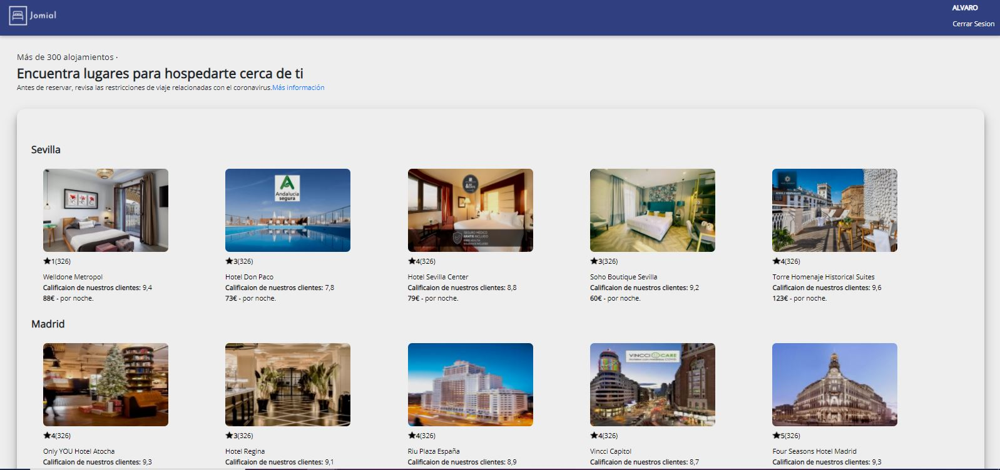 Jomial
ALVARO
Cerrar Sesion
Más de 300 alojamientos ·
Encuentra lugares para hospedarte cerca de ti
Antes de reservar, revisa las restricciones de viaje relacionadas con el coronavirus.Más información
Sevilla
Andalucía
segura
SEGURO MEDICO
GRATIS INCLUIDO
FREE HEALTH
INSURANCE INCLUDED
★1(326)
★3(326)
★4(326)
★3(326)
★4(326)
Welldone Metropol
Calificaion de nuestros clientes: 9,4
88€ - por noche.
Hotel Don Paco
Calificaion de nuestros clientes: 7,8
73€ - por noche.
Hotel Sevilla Center
Calificaion de nuestros clientes: 8,8
79€ - por noche.
Soho Boutique Sevilla
Calificaion de nuestros clientes: 9,2
60€ - por noche.
Torre Homenaje Historical Suites
Calificaion de nuestros clientes: 9,6
123€ - por noche.
Madrid
VINCCI CARE
★4(326)
★3(326)
★4(326)
★4(326)
★5(326)
Only YOU Hotel Atocha
Calificaion de nuestros clientes: 9,3
Hotel Regina
Calificaion de nuestros clientes: 9,1
Riu Plaza España
Calificaion de nuestros clientes: 8,9
Vincci Capitol
Calificaion de nuestros clientes: 8,7
Four Seasons Hotel Madrid
Calificaion de nuestros clientes: 9,3